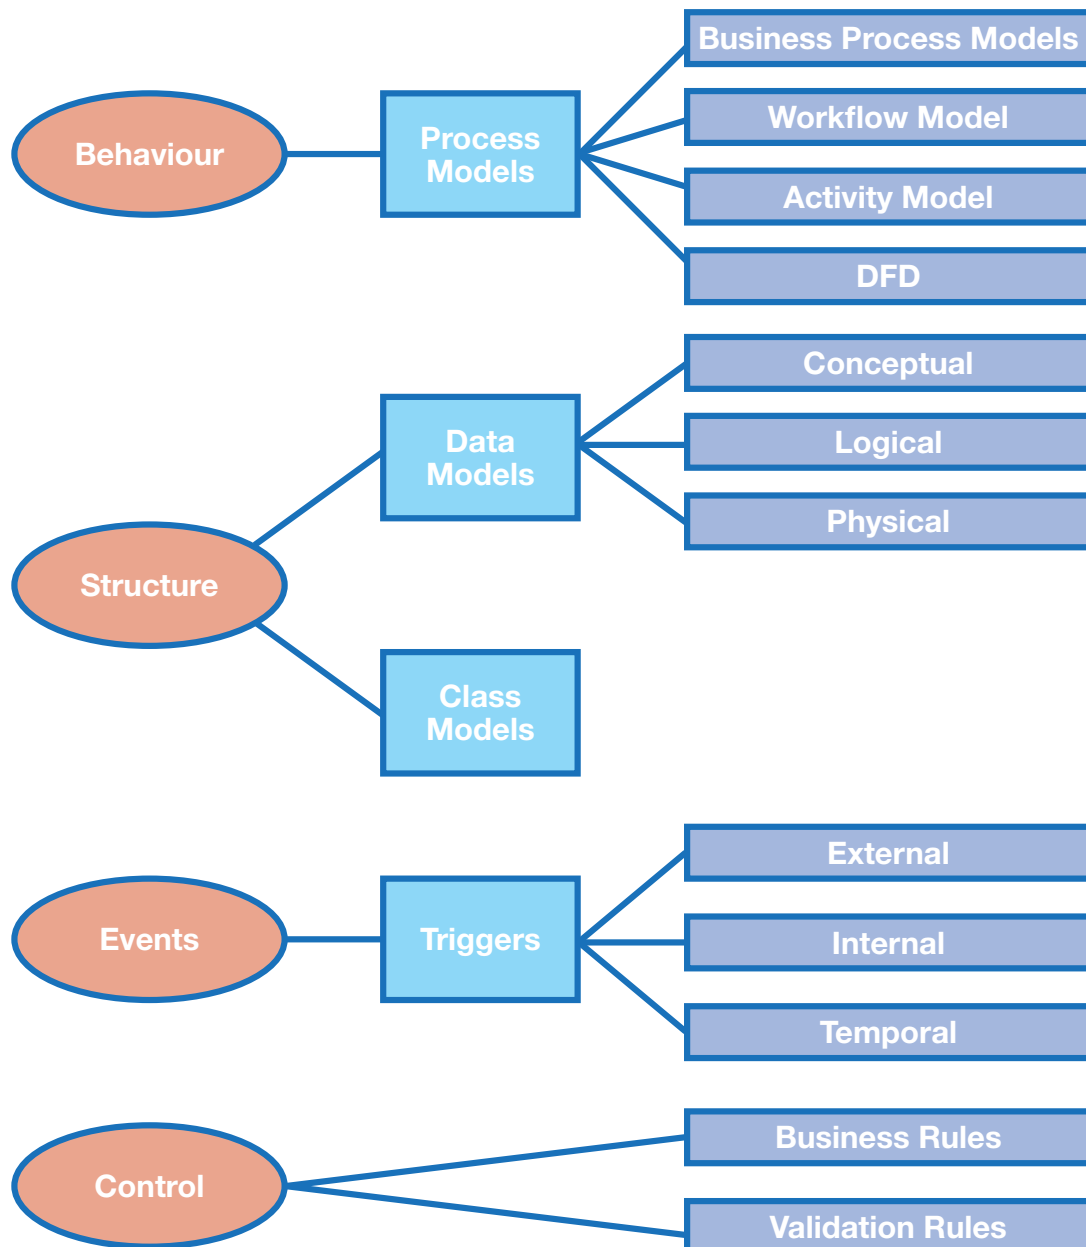 Behaviour
Process
Models
Business Process Models
Workflow Model
Activity Model
DFD
Structure
Data
Models
Conceptual
Logical
Physical
Class
Models
Events
Triggers
External
Internal
Temporal
Control
Business Rules
Validation Rules